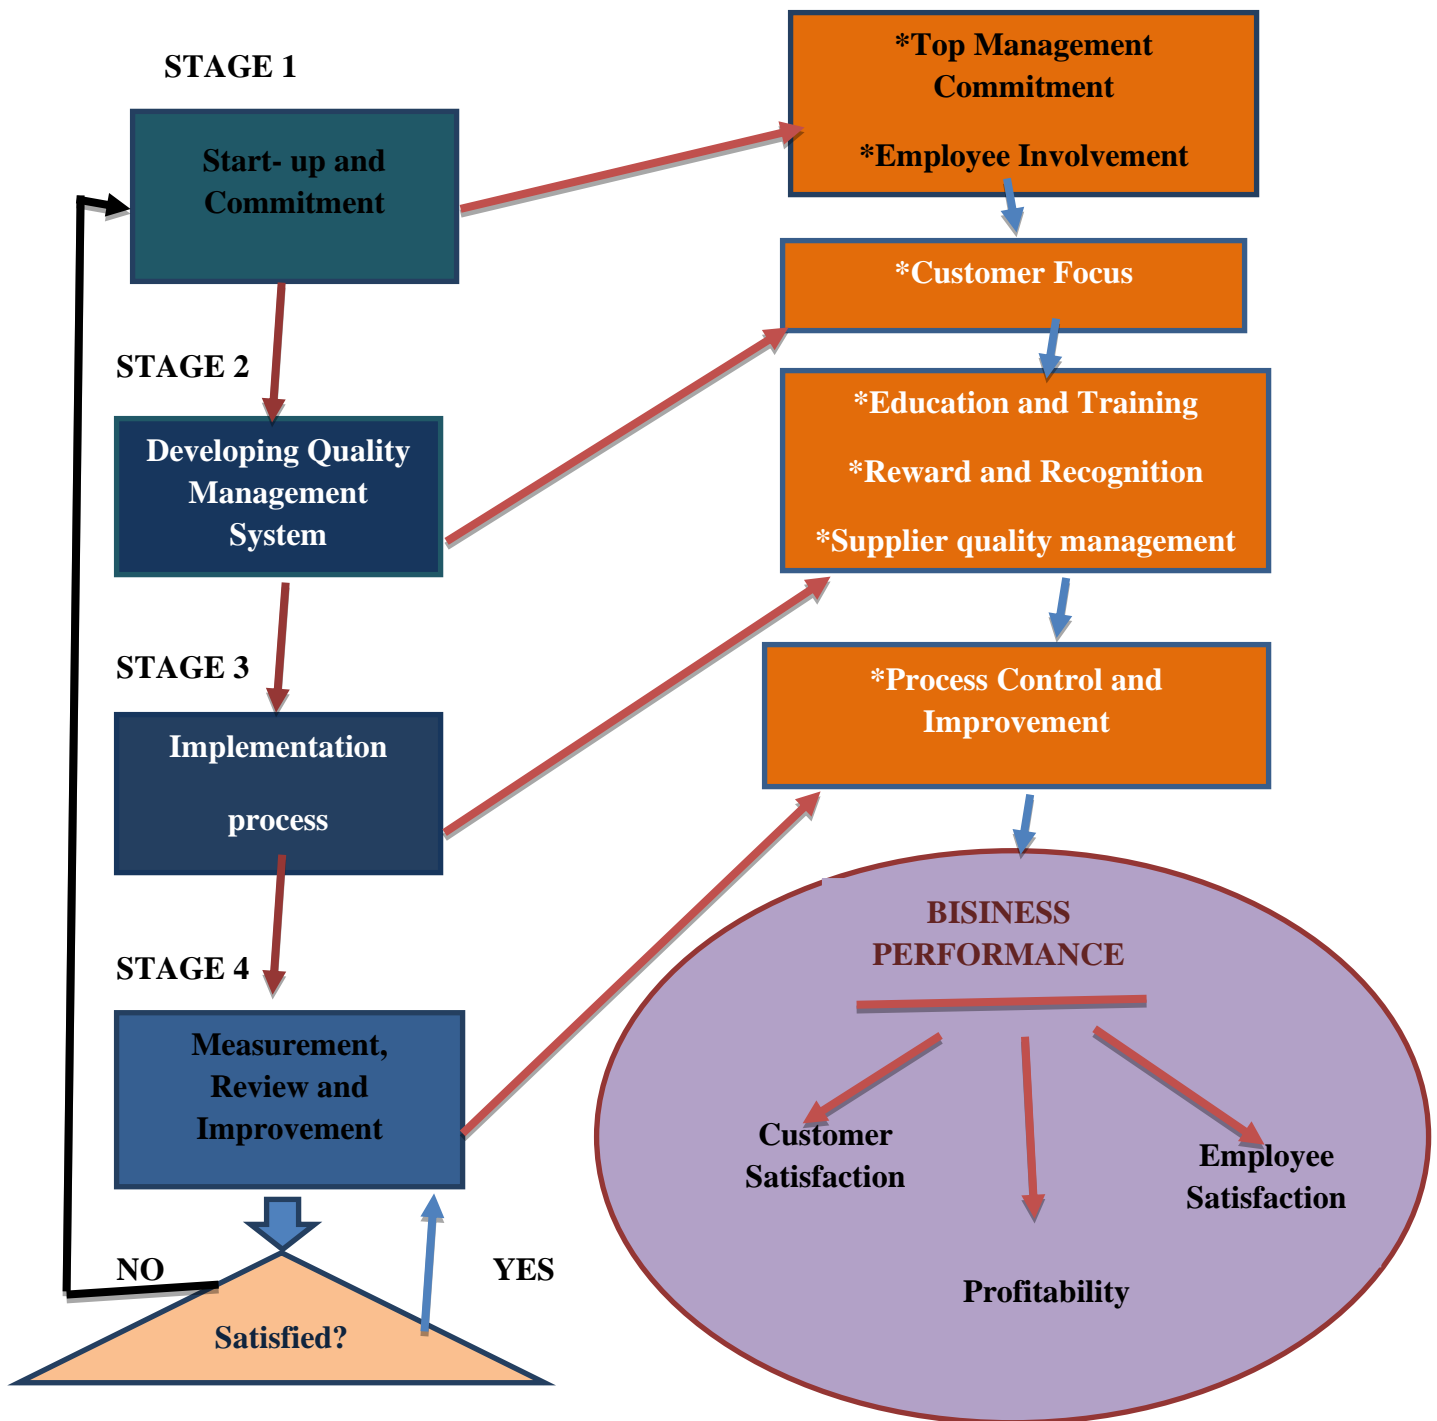 STAGE 1
Start- up and
Commitment
STAGE 2
Developing Quality
Management
System
STAGE 3
Implementation
process
STAGE 4
Measurement,
Review and
Improvement
NO
YES
Satisfied?
*Top Management
Commitment
*Employee Involvement
*Customer Focus
*Education and Training
*Reward and Recognition
*Supplier quality management
*Process Control and
Improvement
BISINESS
PERFORMANCE
Customer
Satisfaction
Employee
Satisfaction
Profitability